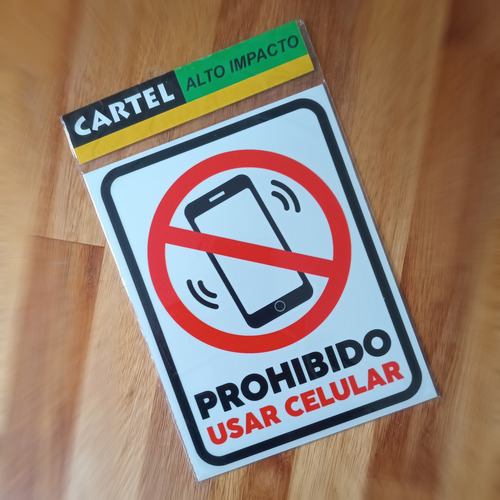 CARTEL ALTO IMPACTO
PROHIBIDO
USAR CELULAR